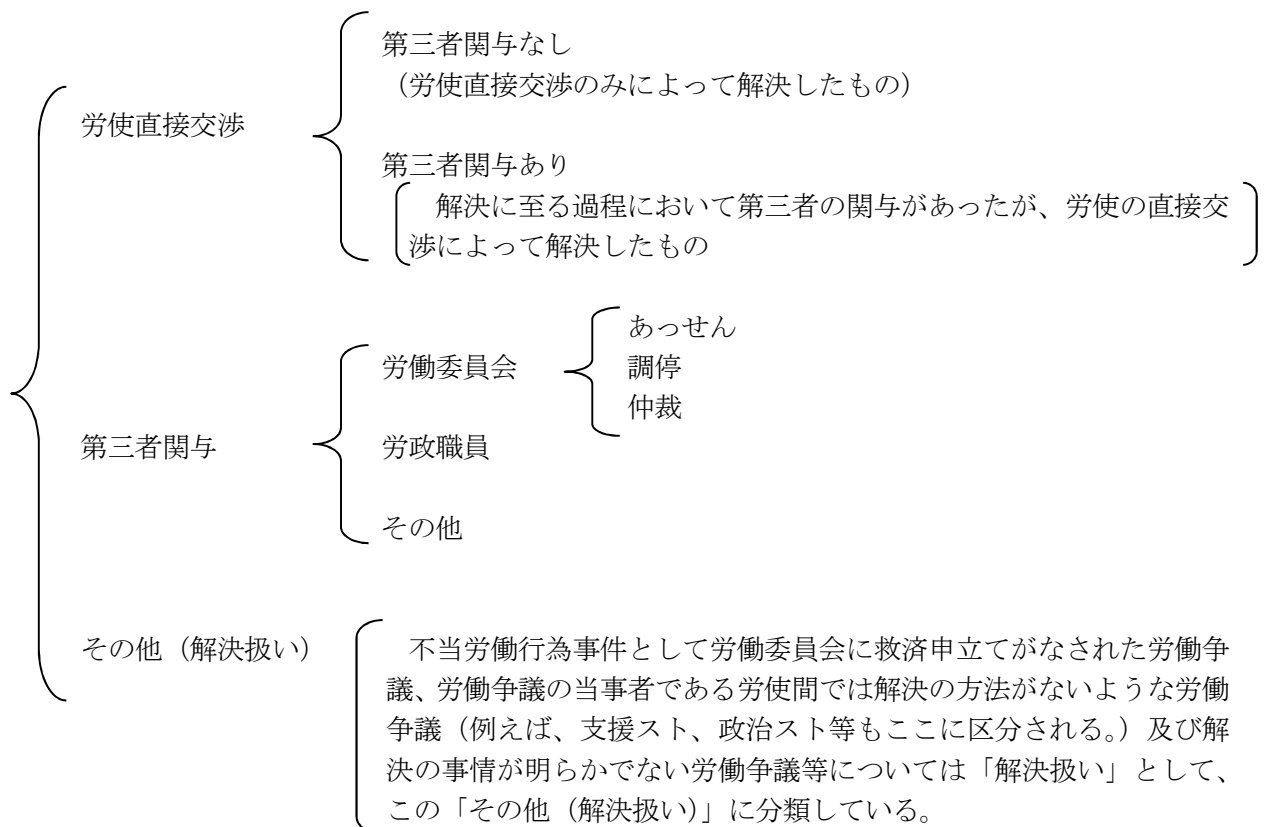 第三者関与なし
（労使直接交渉のみによって解決したもの）
労使直接交渉
第三者関与あり
解決に至る過程において第三者の関与があったが、労使の直接交
渉によって解決したもの
あっせん
労働委員会
調停
仲裁
第三者関与
労政職員
その他
その他（解決扱い）
不当労働行為事件として労働委員会に救済申立てがなされた労働争
議、労働争議の当事者である労使間では解決の方法がないような労働
争議（例えば、支援スト、政治スト等もここに区分される。）及び解
決の事情が明らかでない労働争議等については「解決扱い」として、
この「その他（解決扱い）」に分類している。